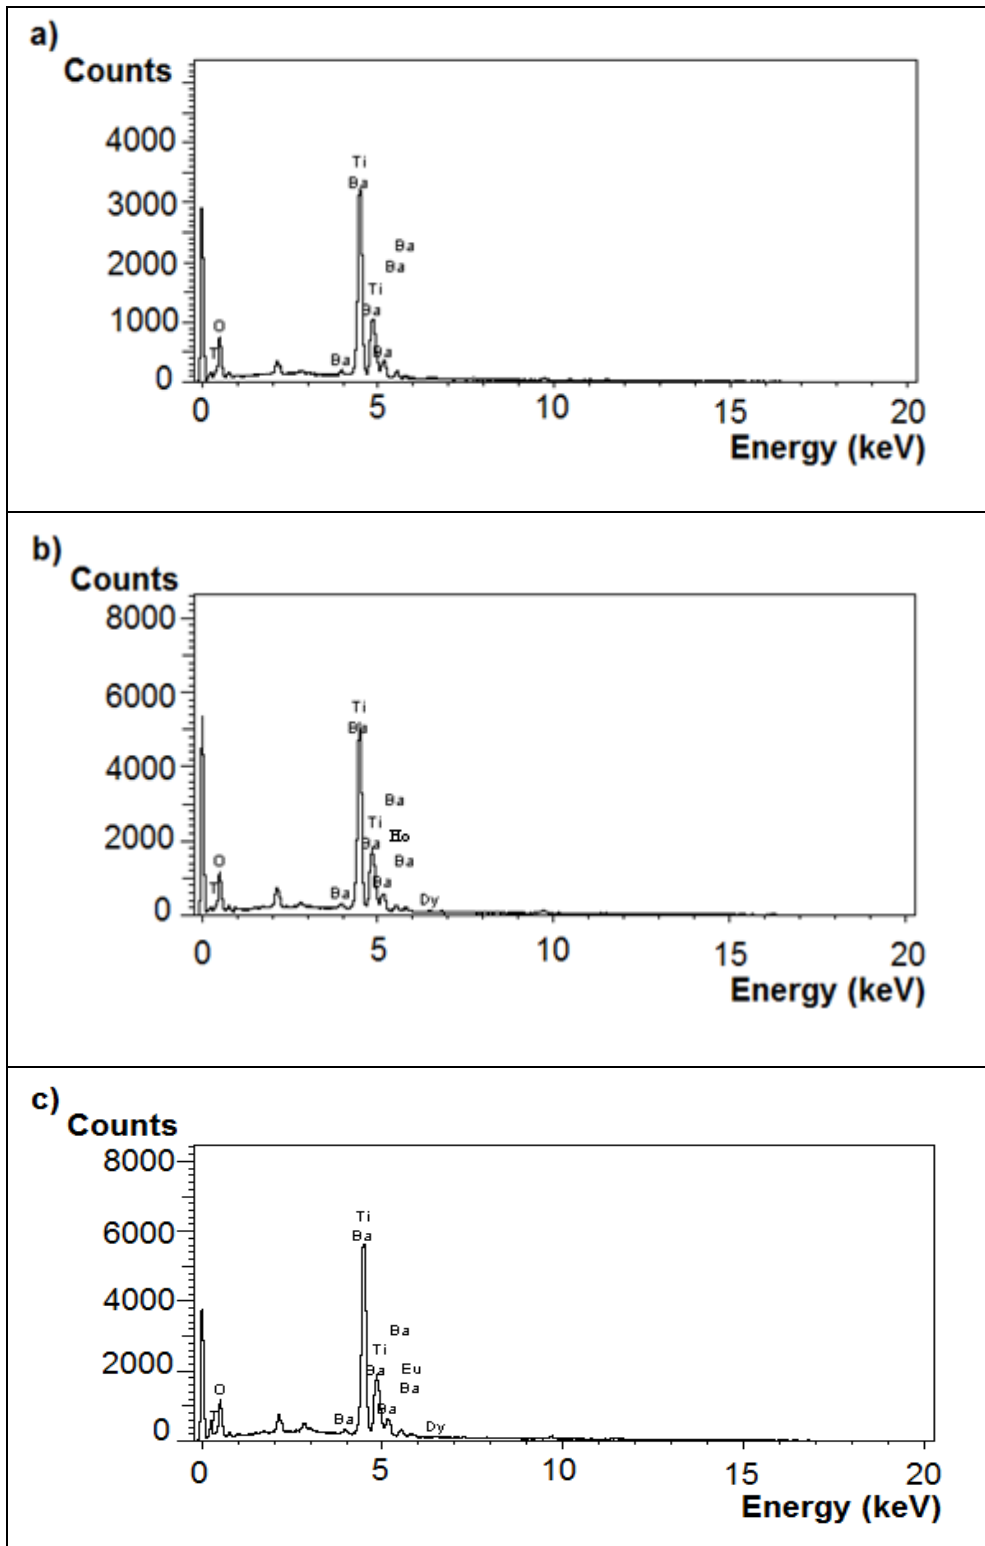 a)
Counts
4000
3000
2000
1000
0
Ti
Ba
Ba
Ba
Ti
Ba
Ba
Ba
O
T
0 5 10 15 20
Energy (keV)
b)
Counts
8000
6000
4000
2000
0
Ti
Ba
Ba
Ti
Ho
Ba
Ba
Ba
Ba
Dy
O
T
0 5 10 15 20
Energy (keV)
c)
Counts
8000
6000
4000
2000
0
Ti
Ba
Ba
Ti
Ba
Eu
Ba
Ba
Ba
Dy
O
T
0 5 10 15 20
Energy (keV)